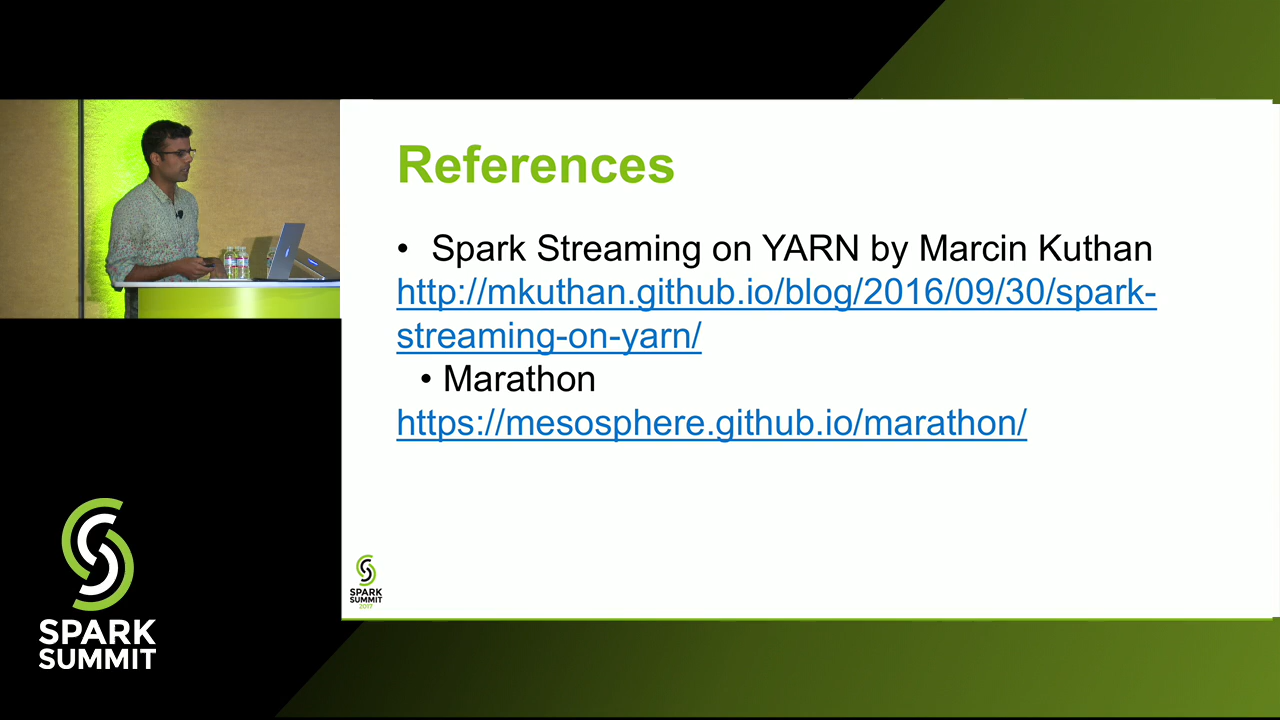 References
• Spark Streaming on YARN by Marcin Kuthan
http://mkuthan.github.io/blog/2016/09/30/spark-
streaming-on-yarn/
• Marathon
https://mesosphere.github.io/marathon/
SPARK
SUMMIT
2017
SPARK
SUMMIT